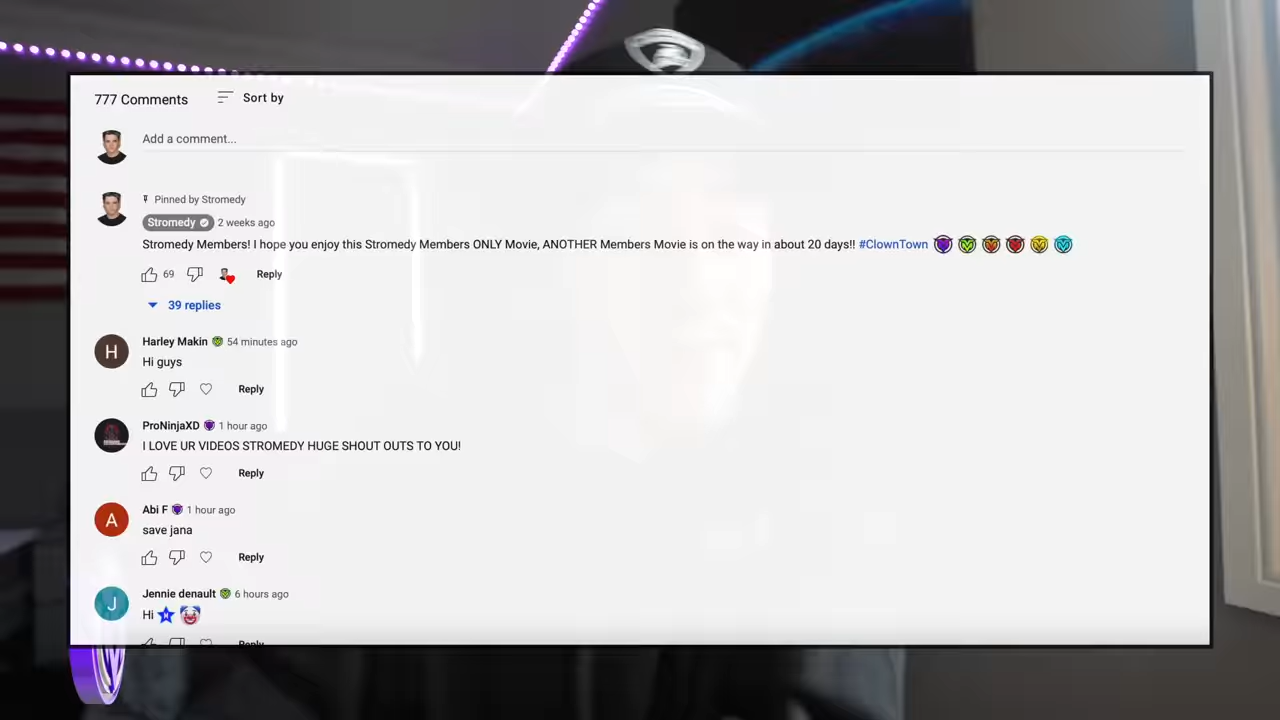 777 Comments
Sort by
Add a comment...
Pinned by Stromedy
Stromedy 2 weeks ago
Stromedy Members! I hope you enjoy this Stromedy Members ONLY Movie, ANOTHER Members Movie is on the way in about 20 days!! #ClownTown
69
Reply
39 replies
H
Harley Makin 54 minutes ago
Hi guys
Reply
ProNinjaXD 1 hour ago
I LOVE UR VIDEOS STROMEDY HUGE SHOUT OUTS TO YOU!
Reply
A
Abi F 1 hour ago
save jana
Reply
J
Jennie denault 6 hours ago
Hi
Reply